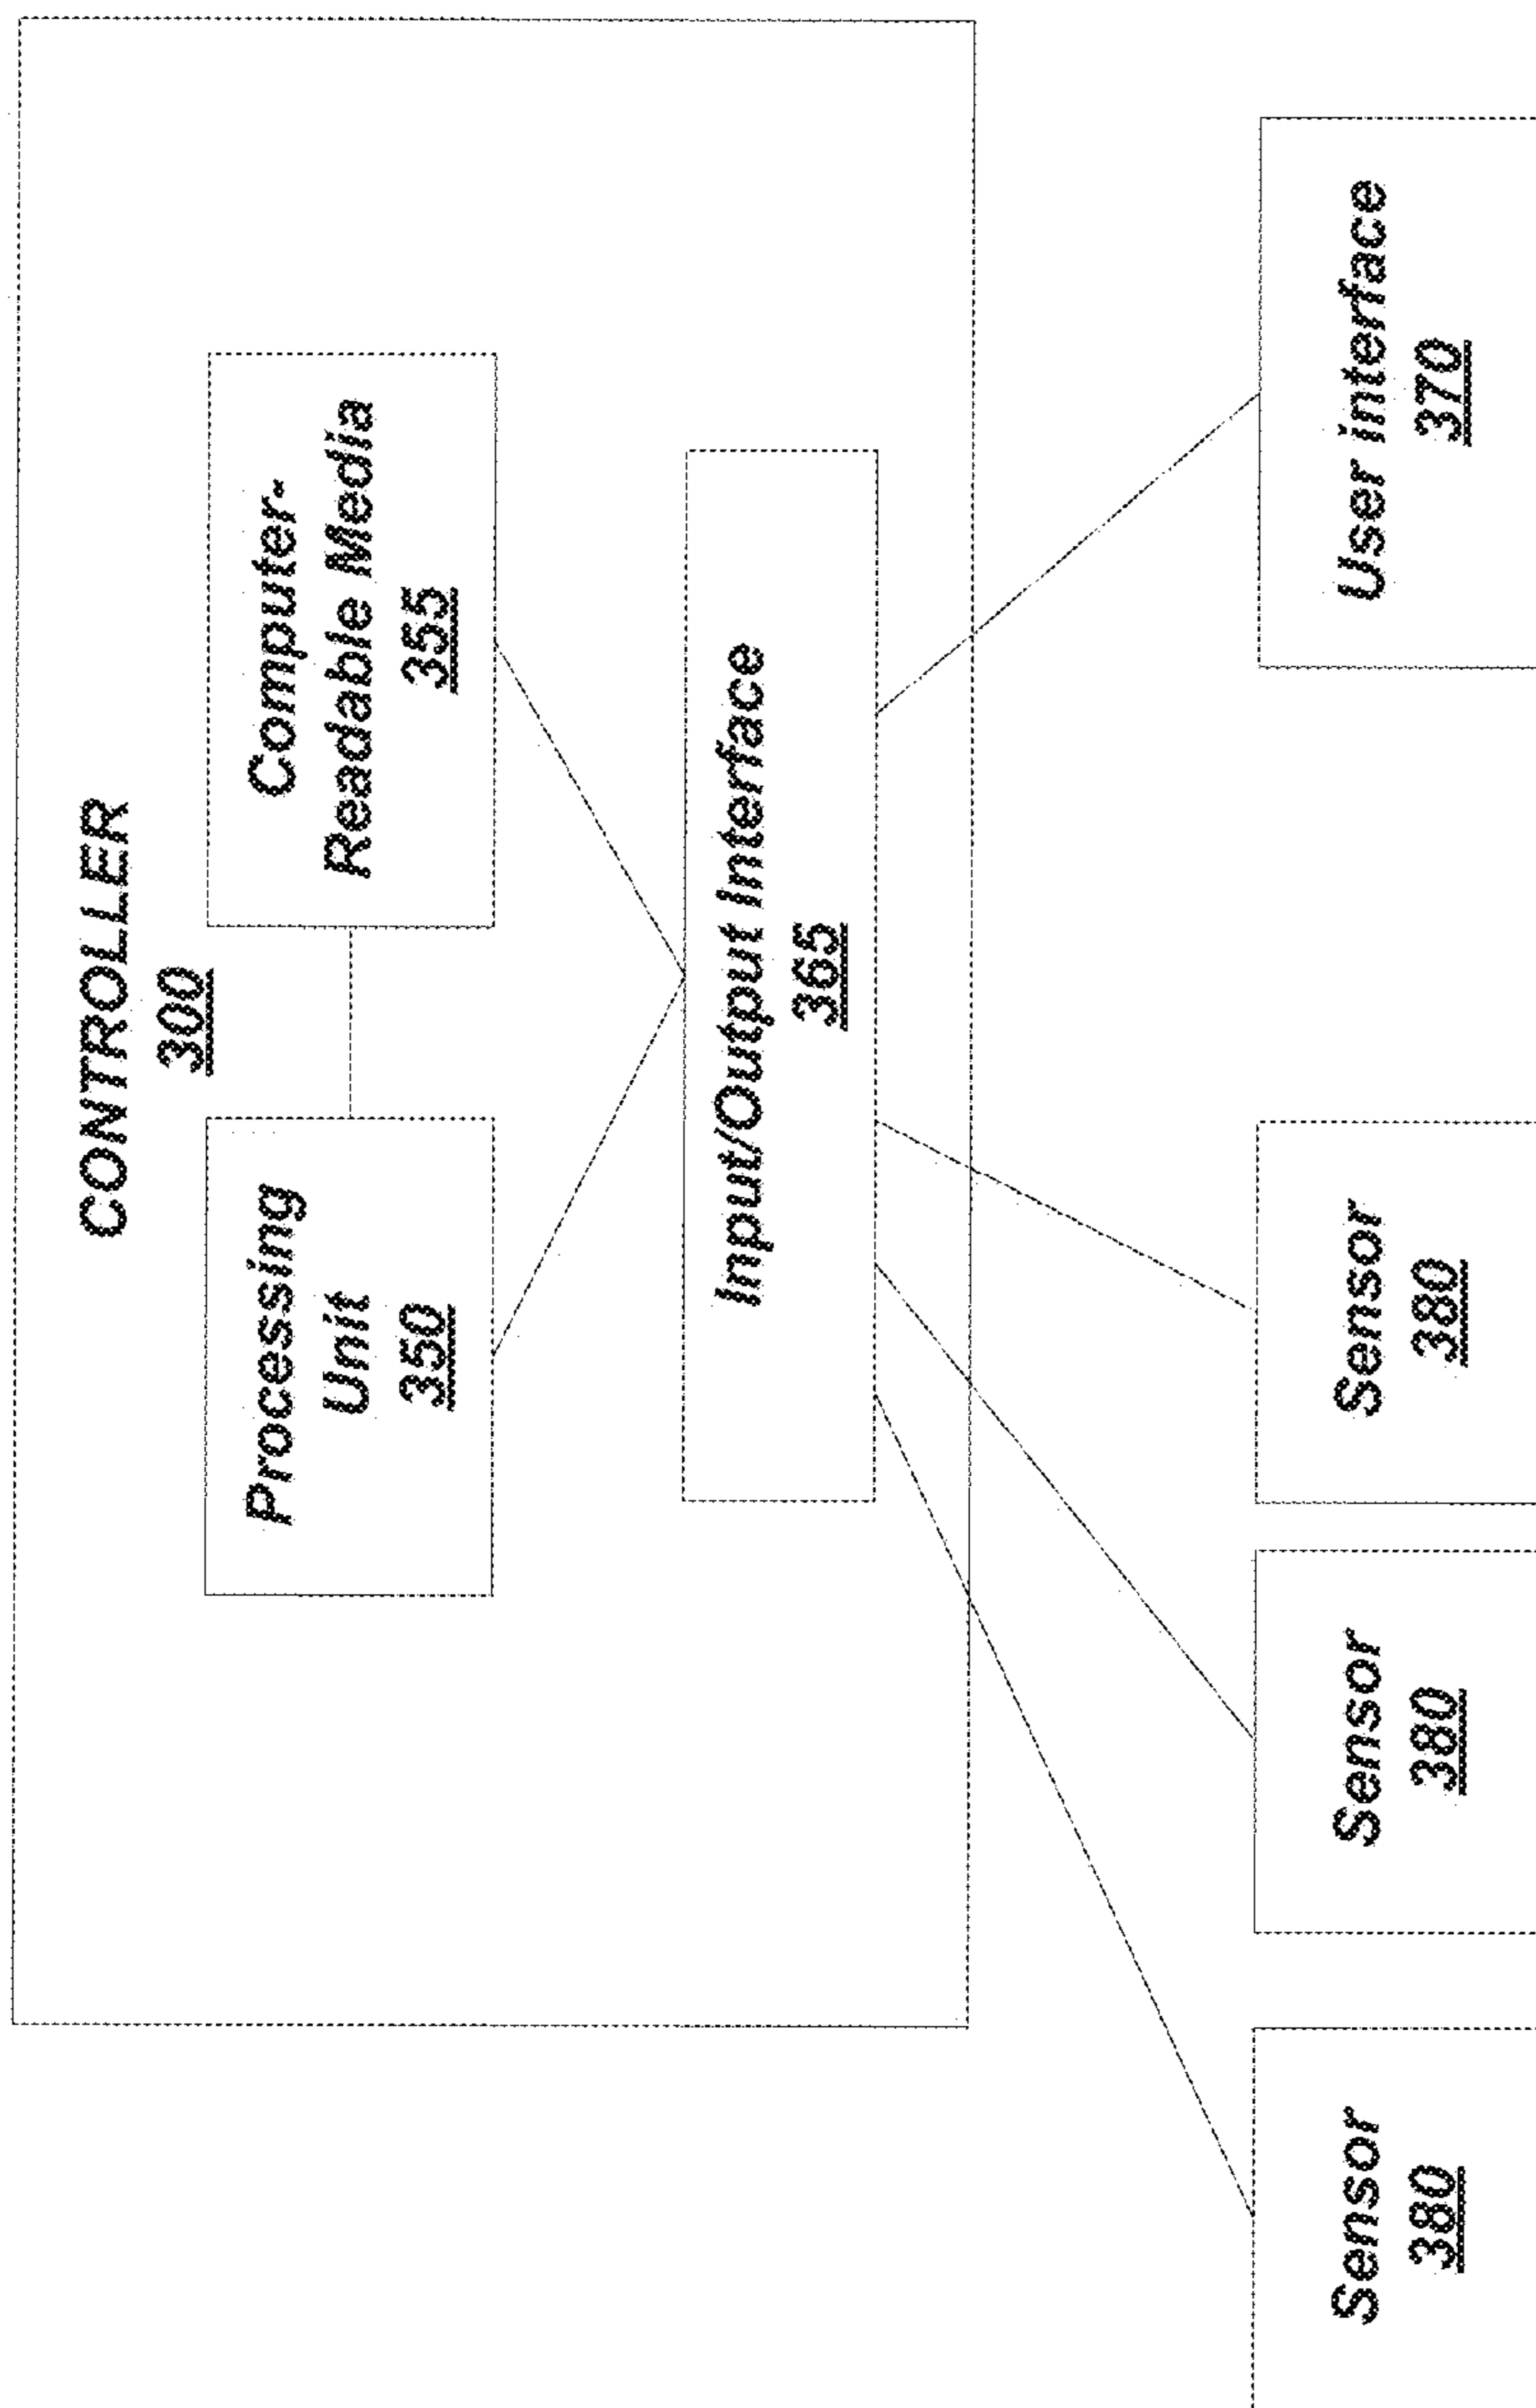 CONTROLLER
300
Processing
Unit
350
Computer-
Readable Media
355
Input/Output Interface
365
Sensor
380
Sensor
380
Sensor
380
User interface
370